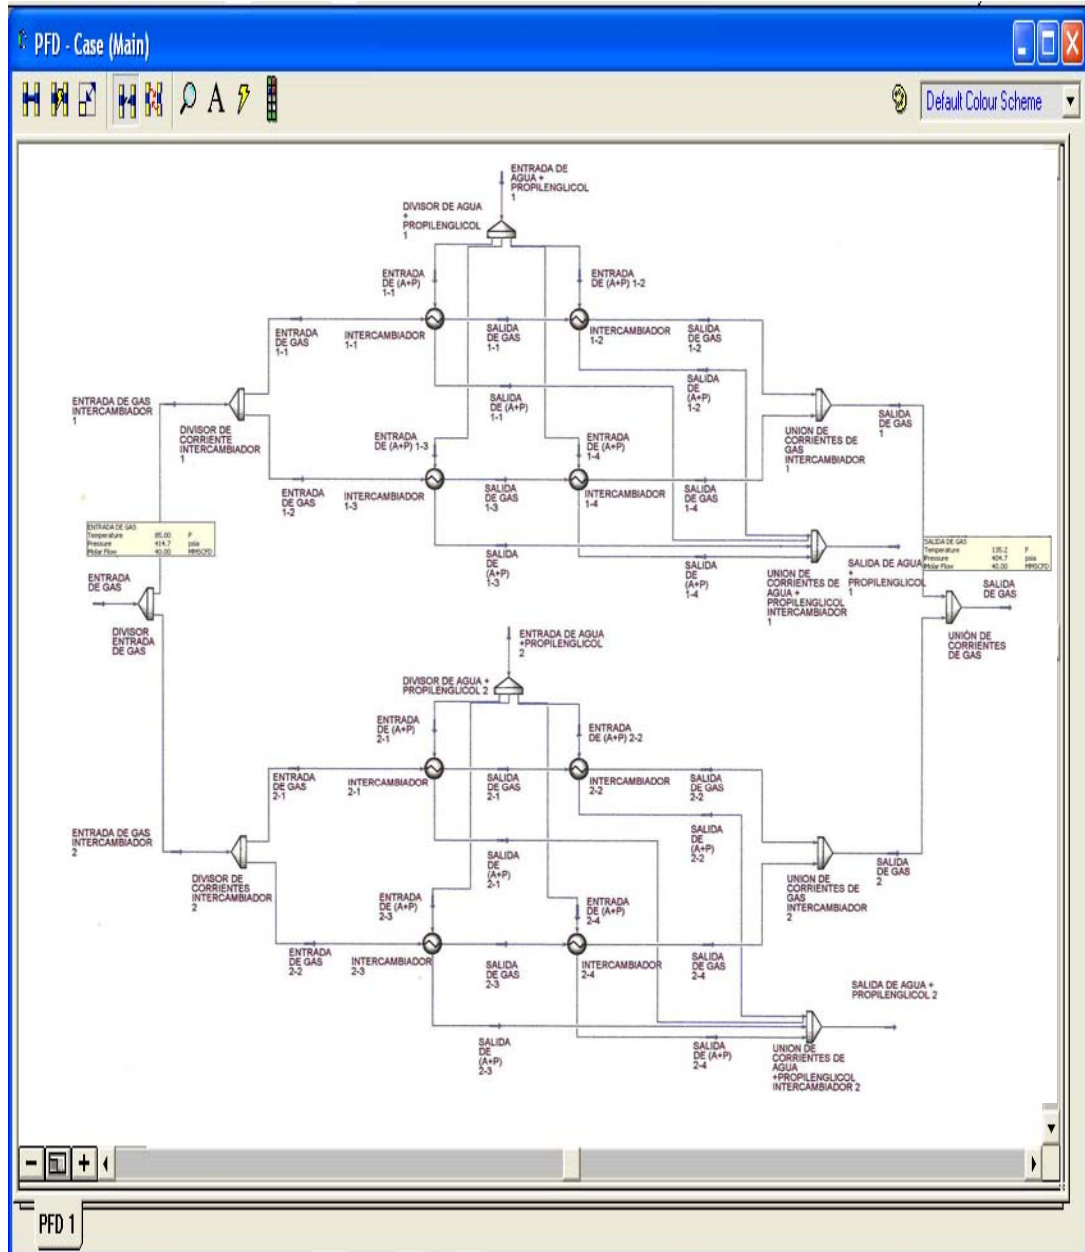 PFD - Case (Main)
A
Default Colour Scheme
ENTRADA DE
AGUA +
PROPILENGLICOL
1
DIVISOR DE AGUA
+
PROPILENGLICOL
1
ENTRADA
DE (A+P)
1-1
ENTRADA
DE (A+P) 1-2
ENTRADA
DE GAS
1-1
INTERCAMBIADOR
1-1
SALIDA
DE GAS
1-1
INTERCAMBIADOR
1-2
SALIDA
DE GAS
1-2
ENTRADA DE GAS
INTERCAMBIADOR
1
DIVISOR DE
CORRIENTE
INTERCAMBIADOR
1
SALIDA
DE (A+P)
1-1
SALIDA
DE
(A+P)
1-2
UNION DE
CORRIENTES DE
GAS
INTERCAMBIADOR
1
SALIDA
DE GAS
1
ENTRADA
DE (A+P) 1-3
ENTRADA
DE (A+P)
1-4
ENTRADA
DE GAS
1-2
INTERCAMBIADOR
1-3
SALIDA
DE GAS
1-3
INTERCAMBIADOR
1-4
SALIDA
DE GAS
1-4
ENTRADA DE GAS
Temperature 85.00 F
Pressure 414.7 psia
Molar Flow 40.00 MMSCFD
SALIDA DE GAS
Temperature 135.2 F
Pressure 404.7 psia
Molar Flow 40.00 MMSCFD
SALIDA
DE
(A+P)
1-3
SALIDA
DE
(A+P)
1-4
UNION DE
CORRIENTES DE
AGUA +
PROPILENGLICOL
INTERCAMBIADOR
1
SALIDA DE AGUA
+
PROPILENGLICOL
1
ENTRADA
DE GAS
DIVISOR
ENTRADA
DE GAS
SALIDA
DE GAS
UNIÓN DE
CORRIENTES
DE GAS
ENTRADA DE AGUA
+PROPILENGLICOL
2
DIVISOR DE AGUA +
PROPILENGLICOL 2
ENTRADA
DE (A+P)
2-1
ENTRADA
DE (A+P) 2-2
ENTRADA
DE GAS
2-1
INTERCAMBIADOR
2-1
SALIDA
DE GAS
2-1
INTERCAMBIADOR
2-2
SALIDA
DE GAS
2-2
ENTRADA DE GAS
INTERCAMBIADOR
2
DIVISOR DE
CORRIENTES
INTERCAMBIADOR
2
SALIDA
DE
(A+P)
2-1
SALIDA
DE (A+P)
2-2
UNION DE
CORRIENTES DE
GAS
INTERCAMBIADOR
2
SALIDA
DE GAS
2
ENTRADA
DE (A+P)
2-3
ENTRADA
DE (A+P)
2-4
ENTRADA
DE GAS
2-2
INTERCAMBIADOR
2-3
SALIDA
DE GAS
2-3
INTERCAMBIADOR
2-4
SALIDA
DE GAS
2-4
SALIDA DE AGUA +
PROPILENGLICOL 2
SALIDA
DE
(A+P)
2-3
SALIDA
DE (A+P)
2-4
UNION DE
CORRIENTES DE
AGUA
+PROPILENGLICOL
INTERCAMBIADOR 2
PFD 1